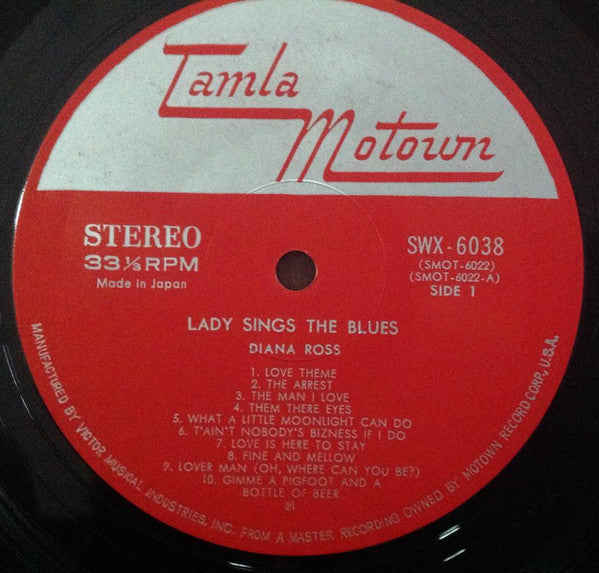 Tamla
Motown
STEREO
33⅓RPM
Made in Japan
SWX-6038
(SMOT-6022)
(SMOT-6022-A)
SIDE 1
LADY SINGS THE BLUES
DIANA ROSS
1. LOVE THEME
2. THE ARREST
3. THE MAN I LOVE
4. THEM THERE EYES
5. WHAT A LITTLE MOONLIGHT CAN DO
6. T'AIN'T NOBODY'S BIZNESS IF I DO
7. LOVE IS HERE TO STAY
8. FINE AND MELLOW
9. LOVER MAN (OH, WHERE CAN YOU BE?)
10. GIMME A PIGFOOT AND A
BOTTLE OF BEER
Ⓜ
MANUFACTURED BY VICTOR MUSICAL INDUSTRIES, INC. FROM A MASTER RECORDING OWNED BY MOTOWN RECORD CORP., U.S.A.